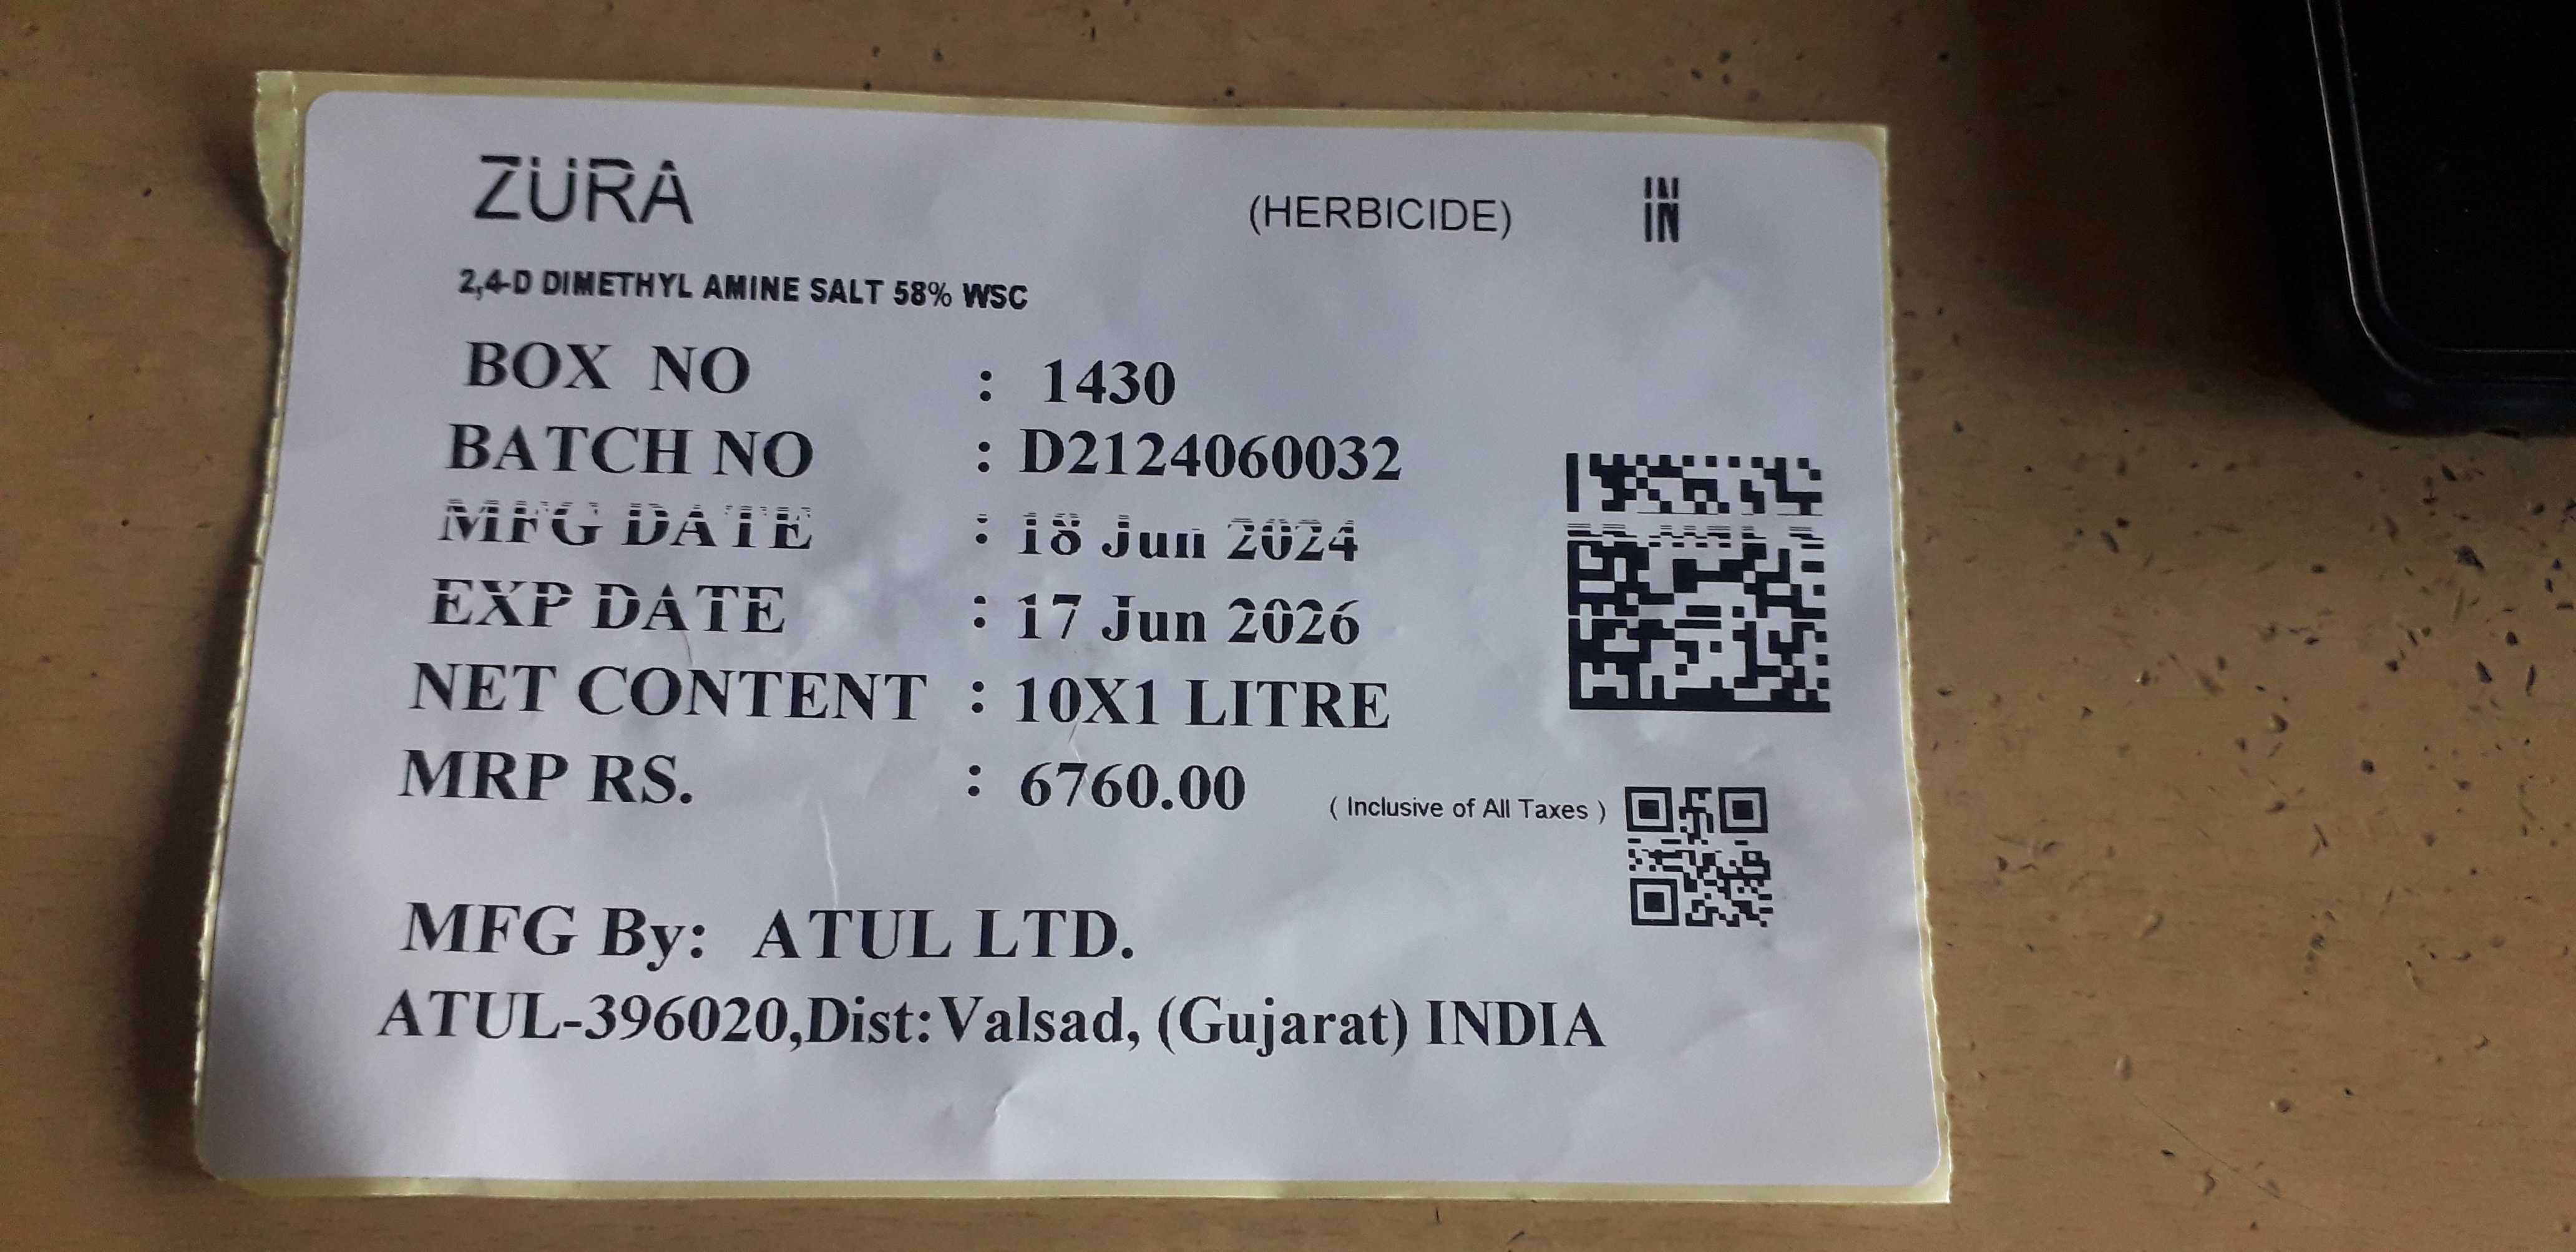 ZURA (HERBICIDE) IN
IN
2,4-D DIMETHYL AMINE SALT 58% WSC
BOX NO : 1430
BATCH NO : D2124060032
MFG DATE : 18 Jun 2024
EXP DATE : 17 Jun 2026
NET CONTENT : 10X1 LITRE
MRP RS. : 6760.00 ( Inclusive of All Taxes )
MFG By: ATUL LTD.
ATUL-396020,Dist:Valsad, (Gujarat) INDIA